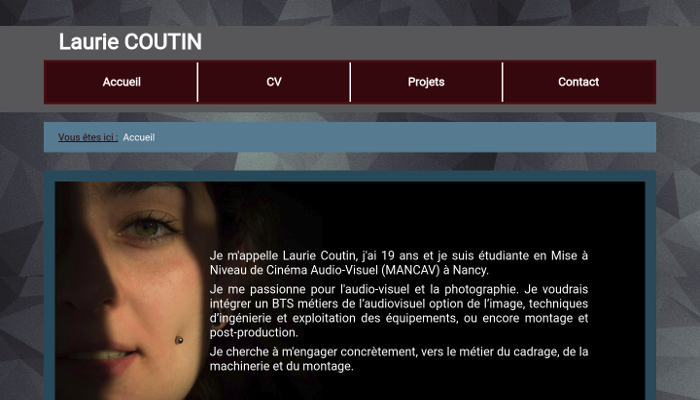 Laurie COUTIN
Accueil
CV
Projets
Contact
Vous êtes ici : Accueil
Je m'appelle Laurie Coutin, j'ai 19 ans et je suis étudiante en Mise à
Niveau de Cinéma Audio-Visuel (MANCAV) à Nancy.
Je me passionne pour l'audio-visuel et la photographie. Je voudrais
intégrer un BTS métiers de l’audiovisuel option de l’image, techniques
d’ingénierie et exploitation des équipements, ou encore montage et
post-production.
Je cherche à m'engager concrètement, vers le métier du cadrage, de la
machinerie et du montage.